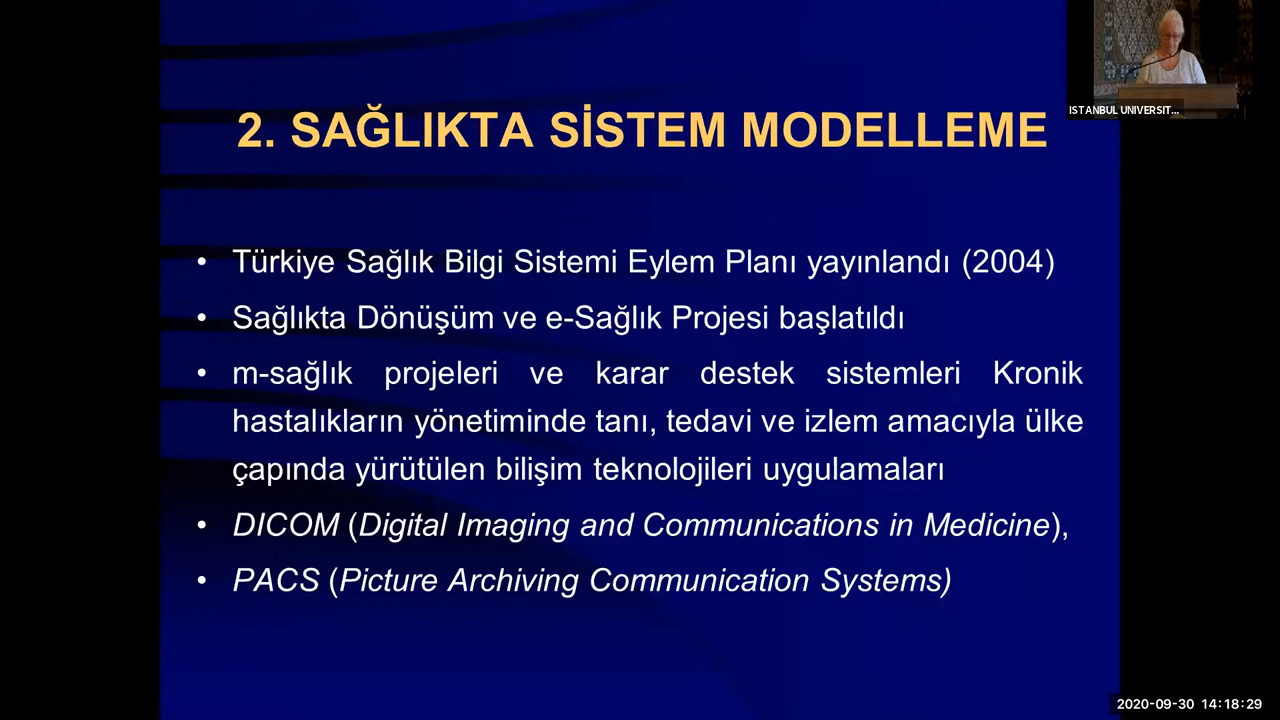 2. SAĞLIKTA SİSTEM MODELLEME
• Türkiye Sağlık Bilgi Sistemi Eylem Planı yayınlandı (2004)
• Sağlıkta Dönüşüm ve e-Sağlık Projesi başlatıldı
• m-sağlık projeleri ve karar destek sistemleri Kronik
hastalıkların yönetiminde tanı, tedavi ve izlem amacıyla ülke
çapında yürütülen bilişim teknolojileri uygulamaları
• DICOM (Digital Imaging and Communications in Medicine),
• PACS (Picture Archiving Communication Systems)
ISTANBUL UNIVERSIT...
2020-09-30 14:18:29